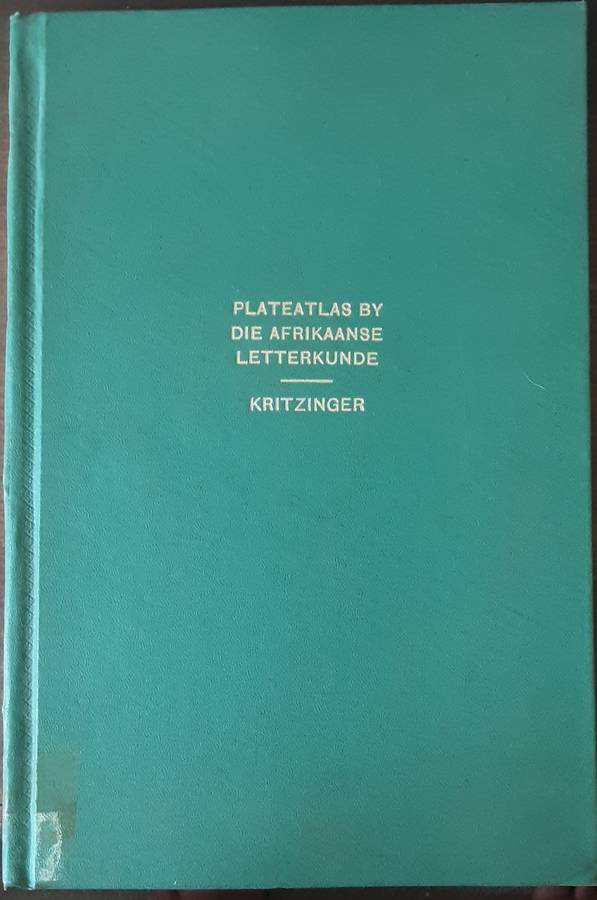 PLATEATLAS BY
DIE AFRIKAANSE
LETTERKUNDE
KRITZINGER